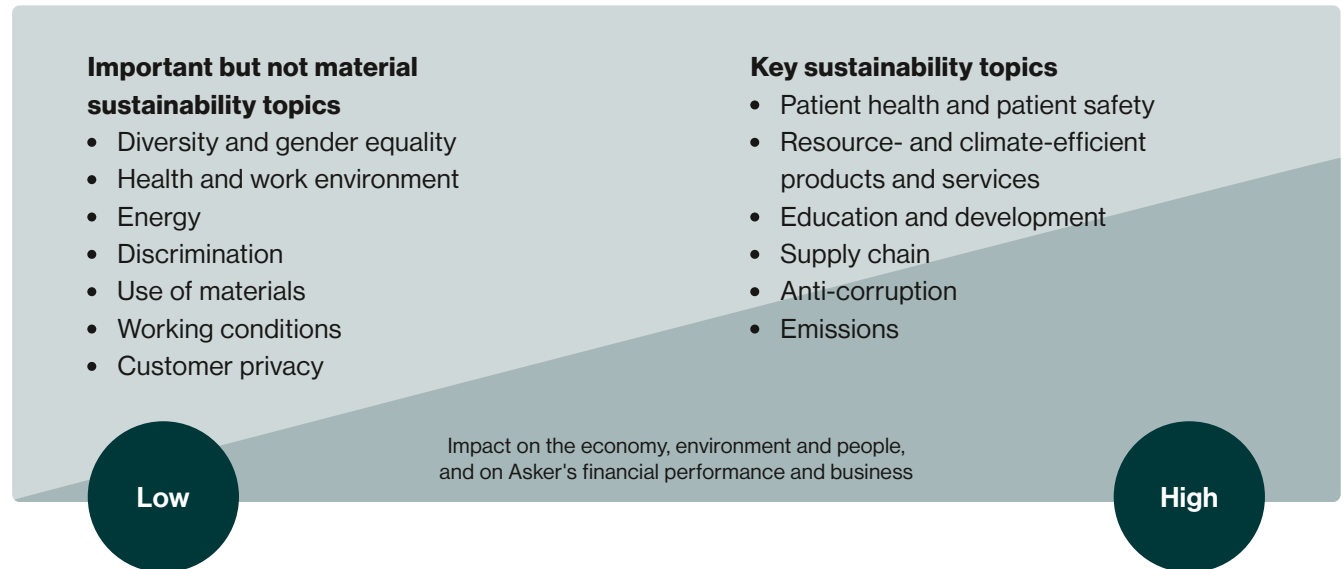 Important but not material
sustainability topics
• Diversity and gender equality
• Health and work environment
• Energy
• Discrimination
• Use of materials
• Working conditions
• Customer privacy
Key sustainability topics
• Patient health and patient safety
• Resource- and climate-efficient
products and services
• Education and development
• Supply chain
• Anti-corruption
• Emissions
Impact on the economy, environment and people,
and on Asker's financial performance and business
Low
High